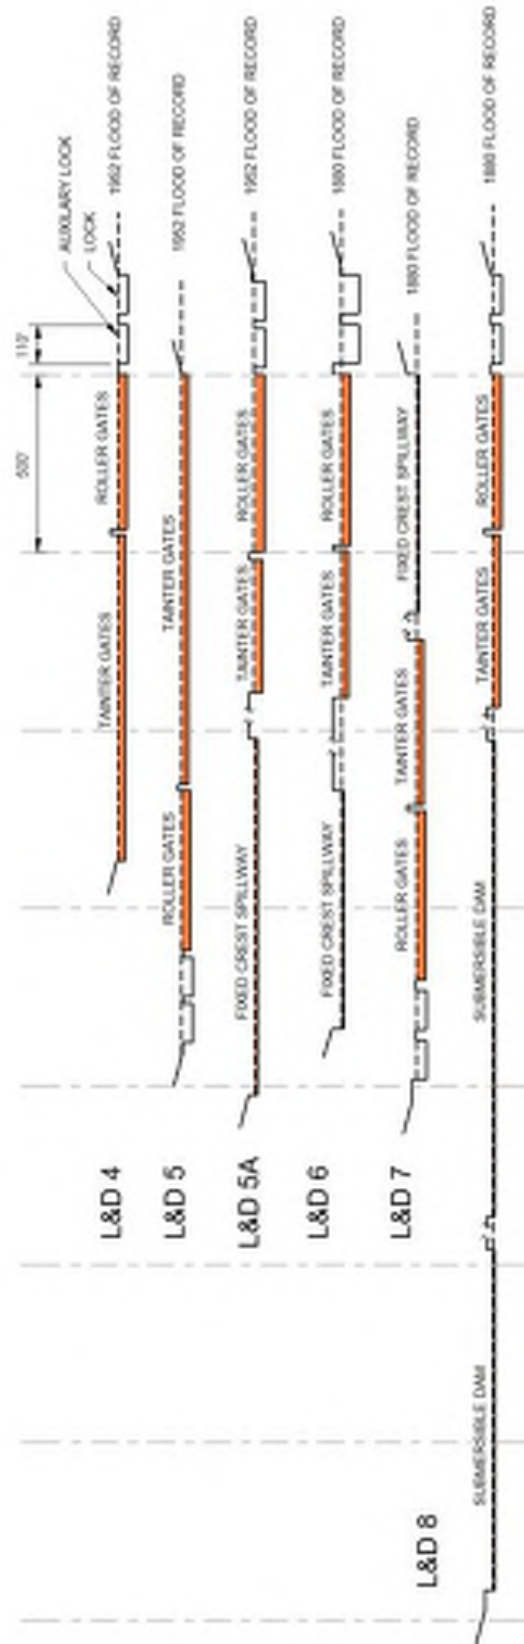 500' 110'
AUXILARY LOCK
LOCK
L&D 4 TAINTER GATES ROLLER GATES 1952 FLOOD OF RECORD
L&D 5 ROLLER GATES TAINTER GATES 1952 FLOOD OF RECORD
L&D 5A FIXED CREST SPILLWAY TAINTER GATES ROLLER GATES 1952 FLOOD OF RECORD
L&D 6 FIXED CREST SPILLWAY TAINTER GATES ROLLER GATES 1880 FLOOD OF RECORD
L&D 7 ROLLER GATES TAINTER GATES FIXED CREST SPILLWAY 1880 FLOOD OF RECORD
L&D 8
SUBMERSIBLE DAM SUBMERSIBLE DAM TAINTER GATES ROLLER GATES 1880 FLOOD OF RECORD